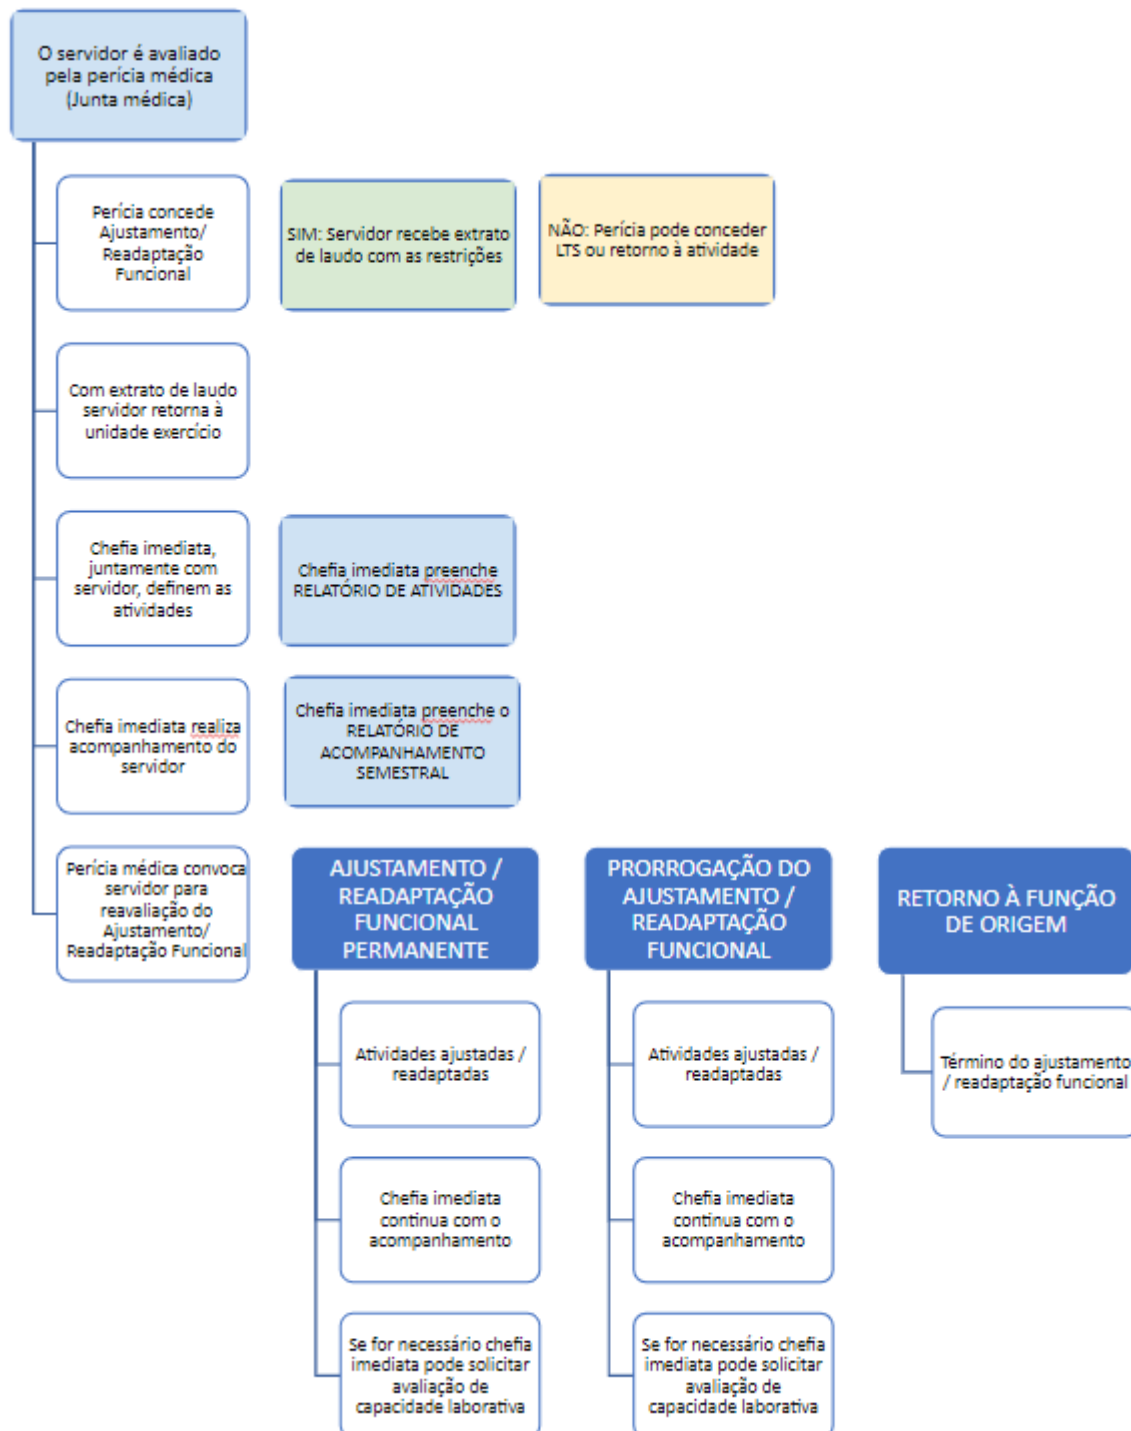 O servidor é avaliado
pela perícia médica
(Junta médica)
Perícia concede
Ajustamento/
Readaptação
Funcional
SIM: Servidor recebe extrato
de laudo com as restrições
NÃO: Perícia pode conceder
LTS ou retorno à atividade
Com extrato de laudo
servidor retorna à
unidade exercício
Chefia imediata,
juntamente com
servidor, definem as
atividades
Chefia imediata preenche
RELATÓRIO DE ATIVIDADES
Chefia imediata realiza
acompanhamento do
servidor
Chefia imediata preenche o
RELATÓRIO DE
ACOMPANHAMENTO
SEMESTRAL
Perícia médica convoca
servidor para
reavaliação do
Ajustamento/
Readaptação Funcional
AJUSTAMENTO /
READAPTAÇÃO
FUNCIONAL
PERMANENTE
Atividades ajustadas /
readaptadas
Chefia imediata
continua com o
acompanhamento
Se for necessário chefia
imediata pode solicitar
avaliação de
capacidade laborativa
PRORROGAÇÃO DO
AJUSTAMENTO /
READAPTAÇÃO
FUNCIONAL
Atividades ajustadas /
readaptadas
Chefia imediata
continua com o
acompanhamento
Se for necessário chefia
imediata pode solicitar
avaliação de
capacidade laborativa
RETORNO À FUNÇÃO
DE ORIGEM
Término do ajustamento
/ readaptação funcional